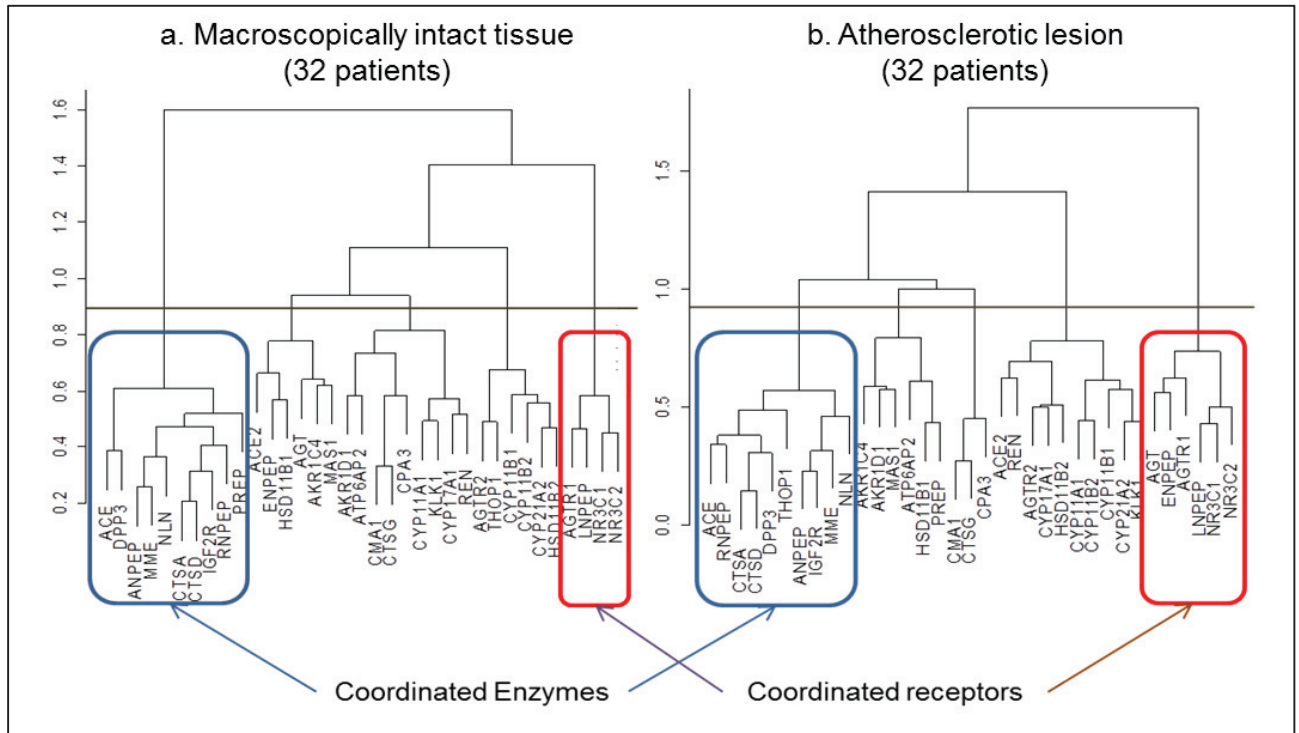 a. Macroscopically intact tissue
(32 patients)
b. Atherosclerotic lesion
(32 patients)
1.6
1.4
1.2
1.0
0.8
0.6
0.4
0.2
ACE
DPP3
ANPEP
MME
NLN
CTSA
CTSD
IGF2R
RNPEP
PREP
ACE2
ENPEP
HSD11B1
AGT
AKR1C4
MAS1
AKR1D1
ATP6AP2
CMA1
CTSG
CPA3
CYP11A1
KLK1
CYP17A1
REN
AGTR2
THOP1
CYP11B1
CYP11B2
CYP21A2
HSD11B2
AGTR1
LNPEP
NR3C1
NR3C2
1.5
1.0
0.5
0.0
ACE
RNPEP
CTSA
CTSD
DPP3
THOP1
ANPEP
IGF2R
MME
NLN
AKR1C4
AKR1D1
MAS1
ATP6AP2
HSD11B1
PREP
CMA1
CTSG
CPA3
ACE2
REN
AGTR2
CYP17A1
HSD11B2
CYP11A1
CYP11B2
CYP11B1
CYP21A2
KLK1
AGT
ENPEP
AGTR1
LNPEP
NR3C1
NR3C2
Coordinated Enzymes
Coordinated receptors